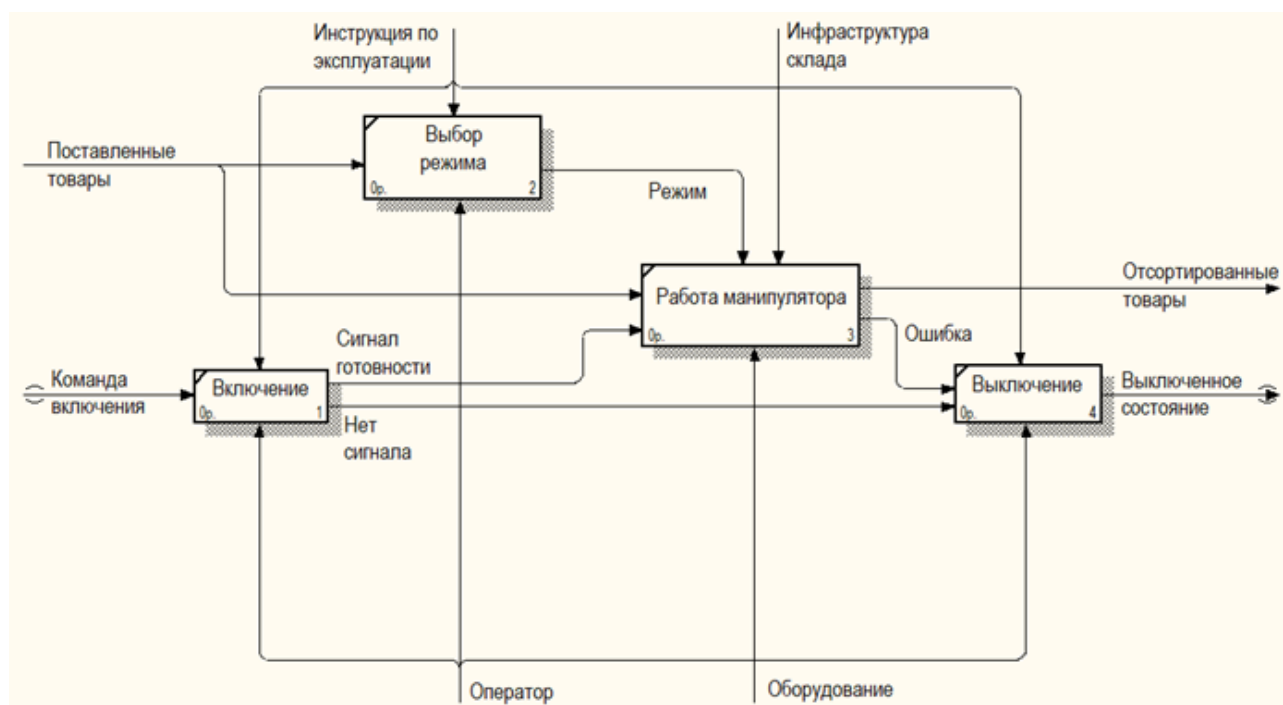 Инструкция по
эксплуатации
Инфраструктура
склада
Выбор
режима
0р.
2
Поставленные
товары
Режим
Работа манипулятора
0р.
3
Отсортированные
товары
Ошибка
Сигнал
готовности
Команда
включения
Включение
0р.
1
Нет
сигнала
Выключение
0р.
4
Выключенное
состояние
Оператор
Оборудование